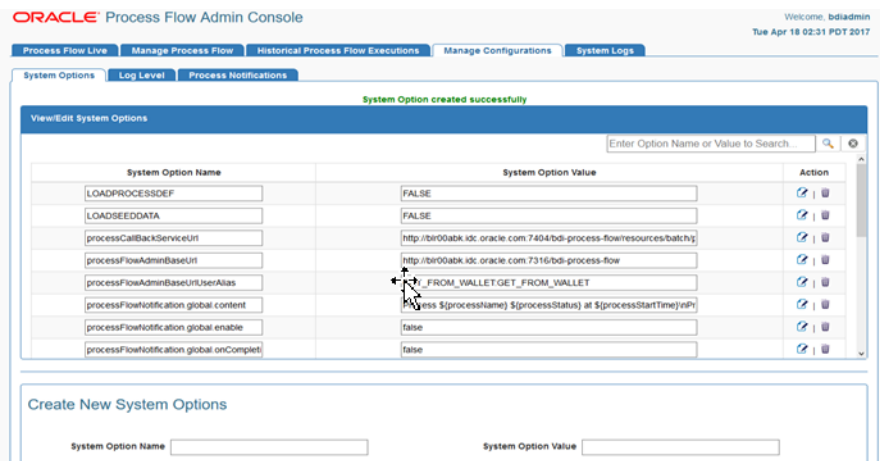 ORACLE Process Flow Admin Console
Welcome, bdiadmin
Tue Apr 18 02:31 PDT 2017
Process Flow Live Manage Process Flow Historical Process Flow Executions Manage Configurations System Logs
System Options Log Level Process Notifications
System Option created successfully
View/Edit System Options
Enter Option Name or Value to Search...
System Option Name System Option Value Action
LOADPROCESSDEF FALSE
LOADSEEDDATA FALSE
processCallBackServiceUrl http://blr00abk.idc.oracle.com:7404/bdi-process-flow/resources/batch/p
processFlowAdminBaseUrl http://blr00abk.idc.oracle.com:7316/bdi-process-flow
processFlowAdminBaseUrlUserAlias _FROM_WALLET:GET_FROM_WALLET
processFlowNotification.global.content ${processName} ${processStatus} at ${processStartTime}\nPr
processFlowNotification.global.enable false
processFlowNotification.global.onCompleti false
Create New System Options
System Option Name System Option Value